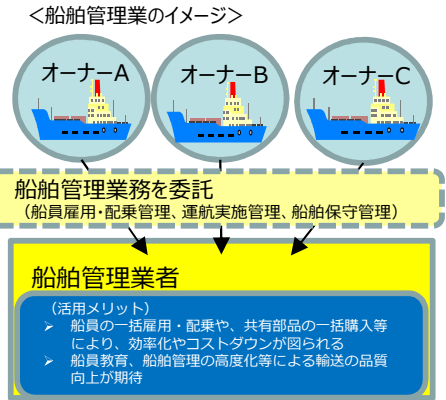 ＜船舶管理業のイメージ＞
オーナーA
オーナーB
オーナーC
船舶管理業務を委託
（船員雇用・配乗管理、運航実施管理、船舶保守管理）
船舶管理業者
（活用メリット）
➢ 船員の一括雇用・配乗や、共有部品の一括購入等
により、効率化やコストダウンが図られる
➢ 船員教育、船舶管理の高度化等による輸送の品質
向上が期待